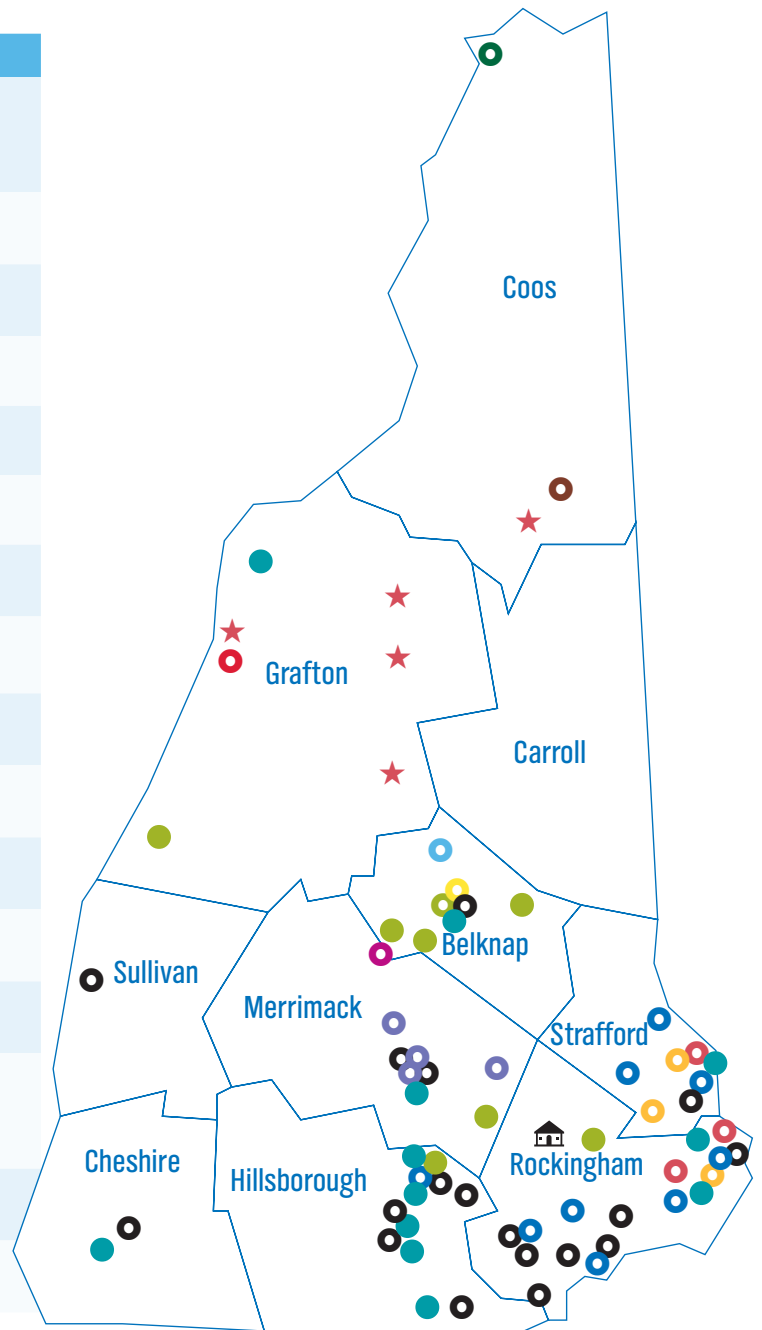 Coos
Grafton
Carroll
Belknap
Sullivan
Merrimack
Strafford
Cheshire
Hillsborough
Rockingham